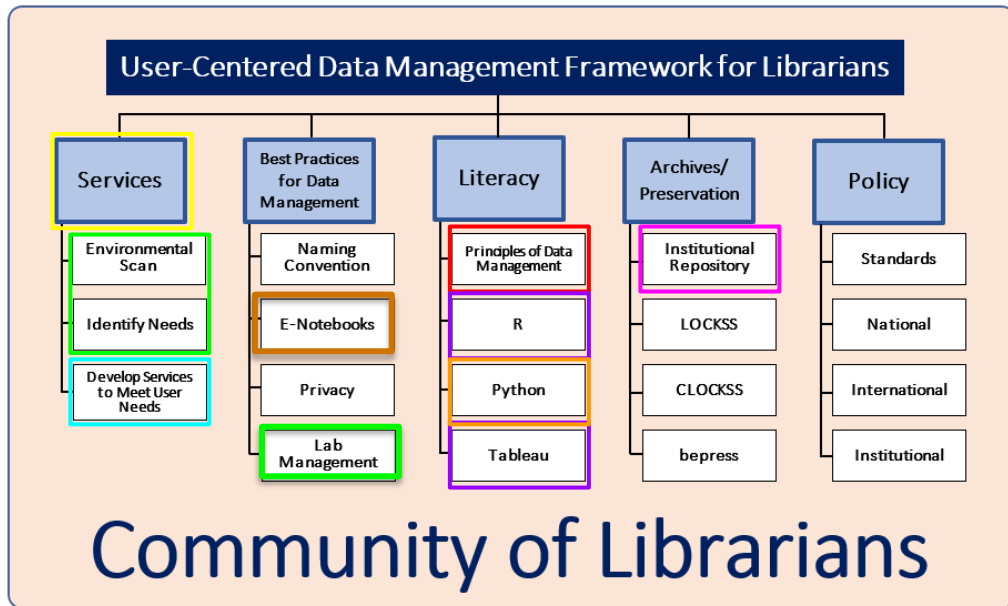 User-Centered Data Management Framework for Librarians
Services
Environmental
Scan
Identify Needs
Develop Services
to Meet User
Needs
Best Practices
for Data
Management
Naming
Convention
E-Notebooks
Privacy
Lab
Management
Literacy
Principles of Data
Management
R
Python
Tableau
Archives/
Preservation
Institutional
Repository
LOCKSS
CLOCKSS
bepress
Policy
Standards
National
International
Institutional
Community of Librarians